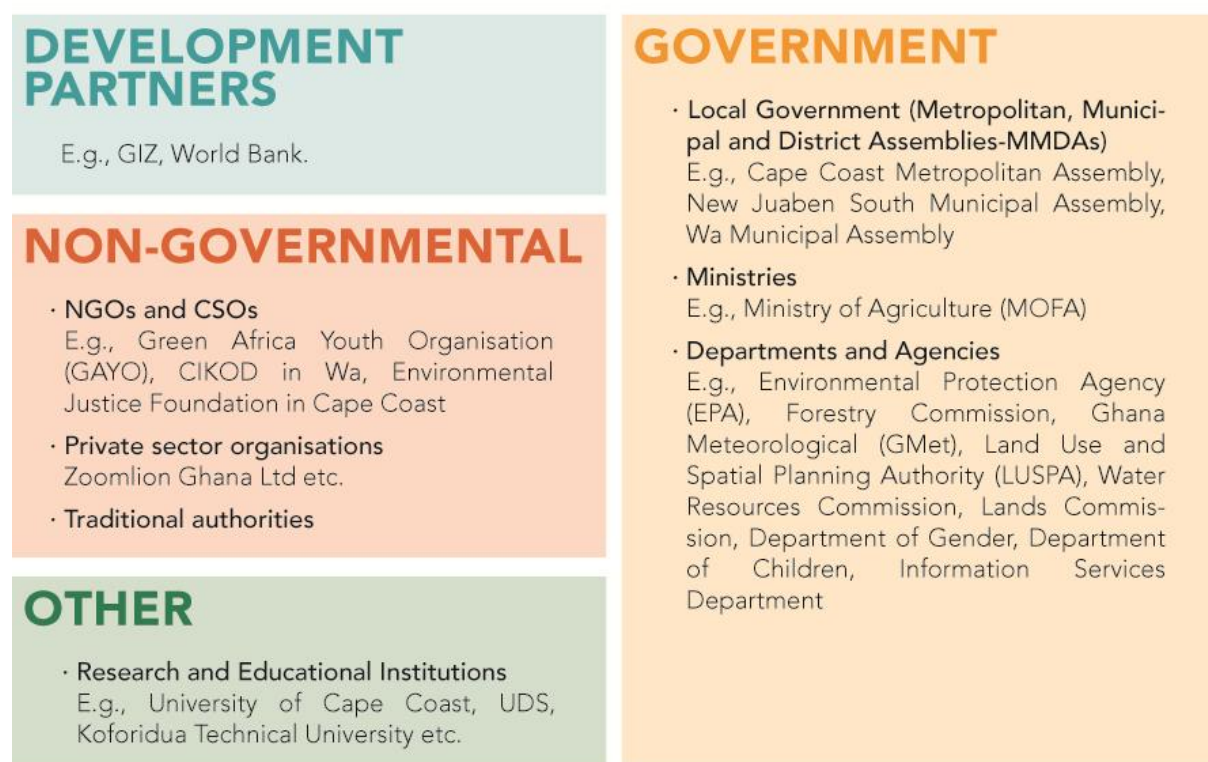 DEVELOPMENT
PARTNERS
E.g., GIZ, World Bank.
NON-GOVERNMENTAL
· NGOs and CSOs
E.g., Green Africa Youth Organisation
(GAYO), CIKOD in Wa, Environmental
Justice Foundation in Cape Coast
· Private sector organisations
Zoomlion Ghana Ltd etc.
· Traditional authorities
OTHER
· Research and Educational Institutions
E.g., University of Cape Coast, UDS,
Koforidua Technical University etc.
GOVERNMENT
· Local Government (Metropolitan, Munici-
pal and District Assemblies-MMDAs)
E.g., Cape Coast Metropolitan Assembly,
New Juaben South Municipal Assembly,
Wa Municipal Assembly
· Ministries
E.g., Ministry of Agriculture (MOFA)
· Departments and Agencies
E.g., Environmental Protection Agency
(EPA), Forestry Commission, Ghana
Meteorological (GMet), Land Use and
Spatial Planning Authority (LUSPA), Water
Resources Commission, Lands Commis-
sion, Department of Gender, Department
of Children, Information Services
Department